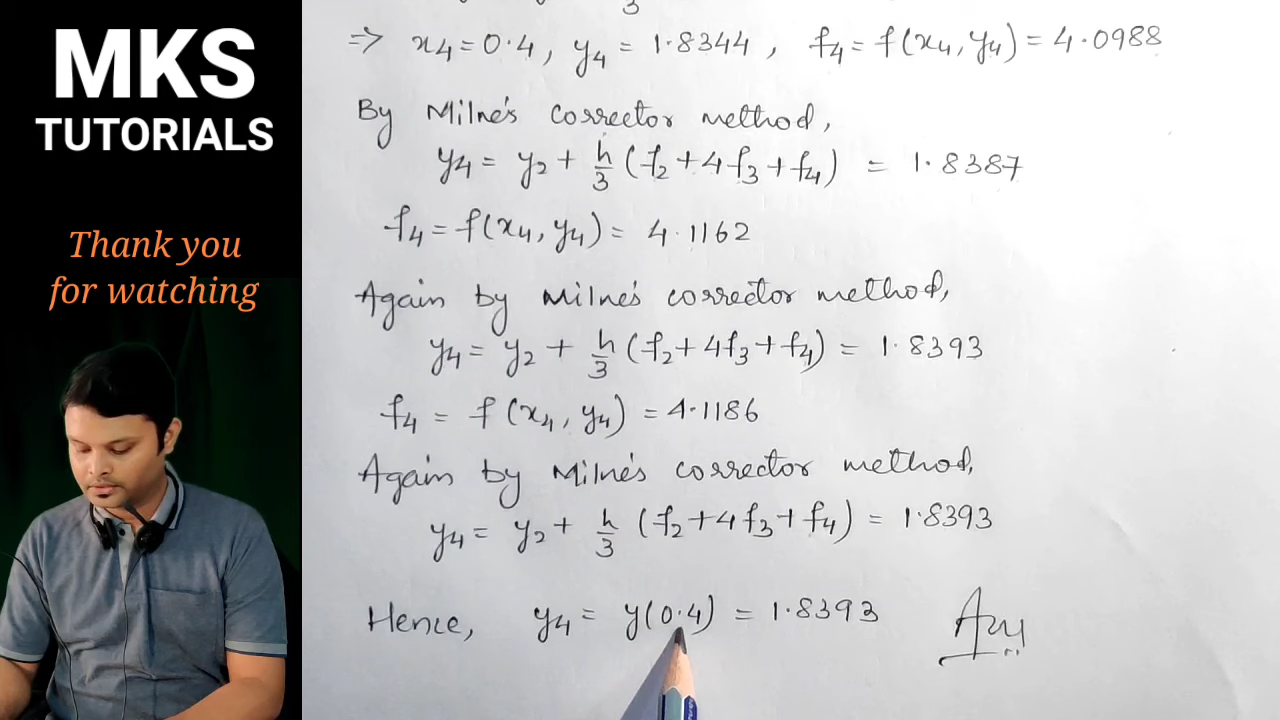 MKS
TUTORIALS
Thank you
for watching
3
⇒ x₄ = 0.4, y₄ = 1.8344, f₄ = f(x₄, y₄) = 4.0988
By Milne's corrector method,
y₄ = y₂ + h/3 (f₂ + 4f₃ + f₄) = 1.8387
f₄ = f(x₄, y₄) = 4.1162
Again by Milne's corrector method,
y₄ = y₂ + h/3 (f₂ + 4f₃ + f₄) = 1.8393
f₄ = f(x₄, y₄) = 4.1186
Again by Milne's corrector method,
y₄ = y₂ + h/3 (f₂ + 4f₃ + f₄) = 1.8393
Hence, y₄ = y(0.4) = 1.8393 Ans